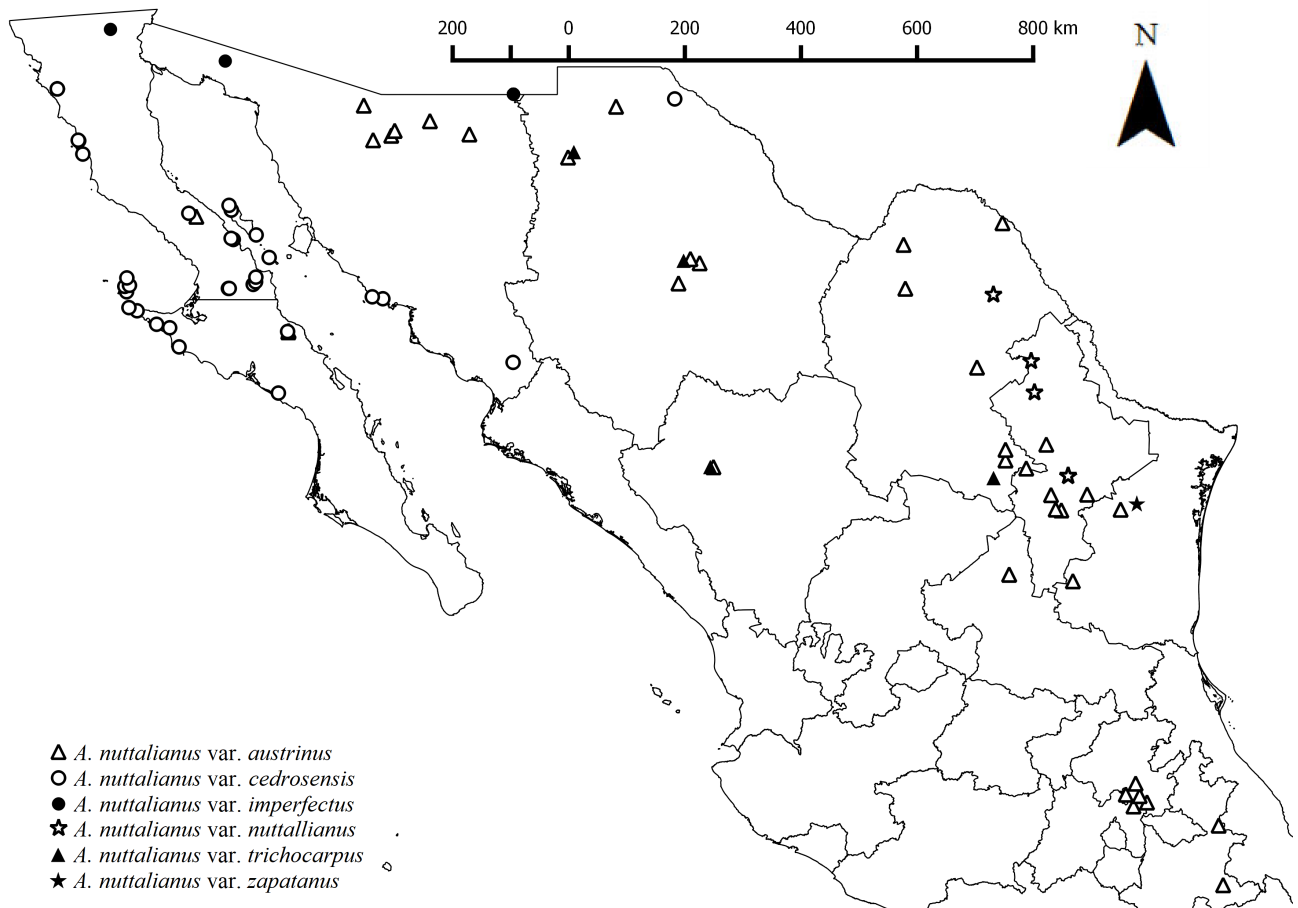 200 0 200 400 600 800 km
N
A. nuttalianus var. austrinus
A. nuttalianus var. cedrosensis
A. nuttalianus var. imperfectus
A. nuttalianus var. nuttallianus
A. nuttalianus var. trichocarpus
A. nuttalianus var. zapatanus